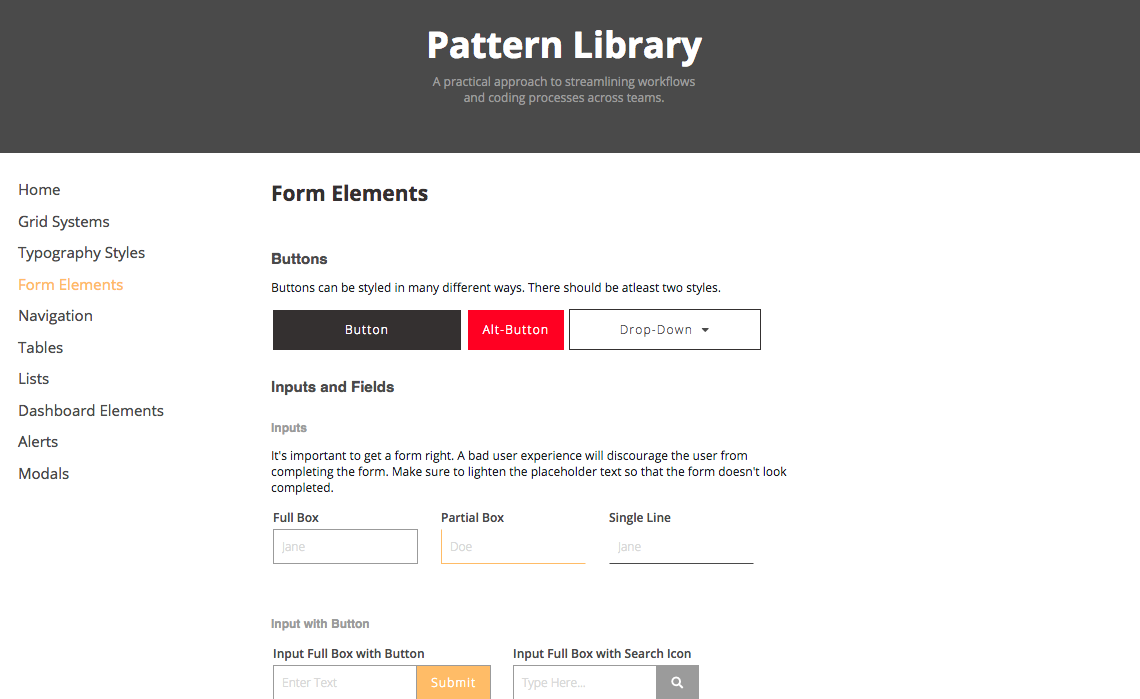 Pattern Library
A practical approach to streamlining workflows
and coding processes across teams.
Home
Grid Systems
Typography Styles
Form Elements
Navigation
Tables
Lists
Dashboard Elements
Alerts
Modals
Form Elements
Buttons
Buttons can be styled in many different ways. There should be atleast two styles.
Button
Alt-Button
Drop-Down
Inputs and Fields
Inputs
It's important to get a form right. A bad user experience will discourage the user from
completing the form. Make sure to lighten the placeholder text so that the form doesn't look
completed.
Full Box
Jane
Partial Box
Doe
Single Line
Jane
Input with Button
Input Full Box with Button
Enter Text
Submit
Input Full Box with Search Icon
Type Here...